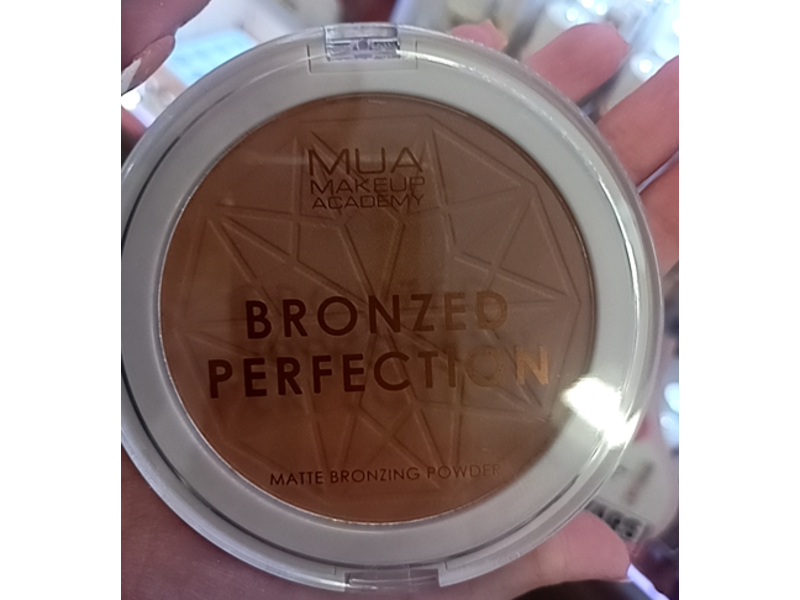 MUA
MAKEUP
ACADEMY
BRONZED
PERFECTION
MATTE BRONZING POWDER